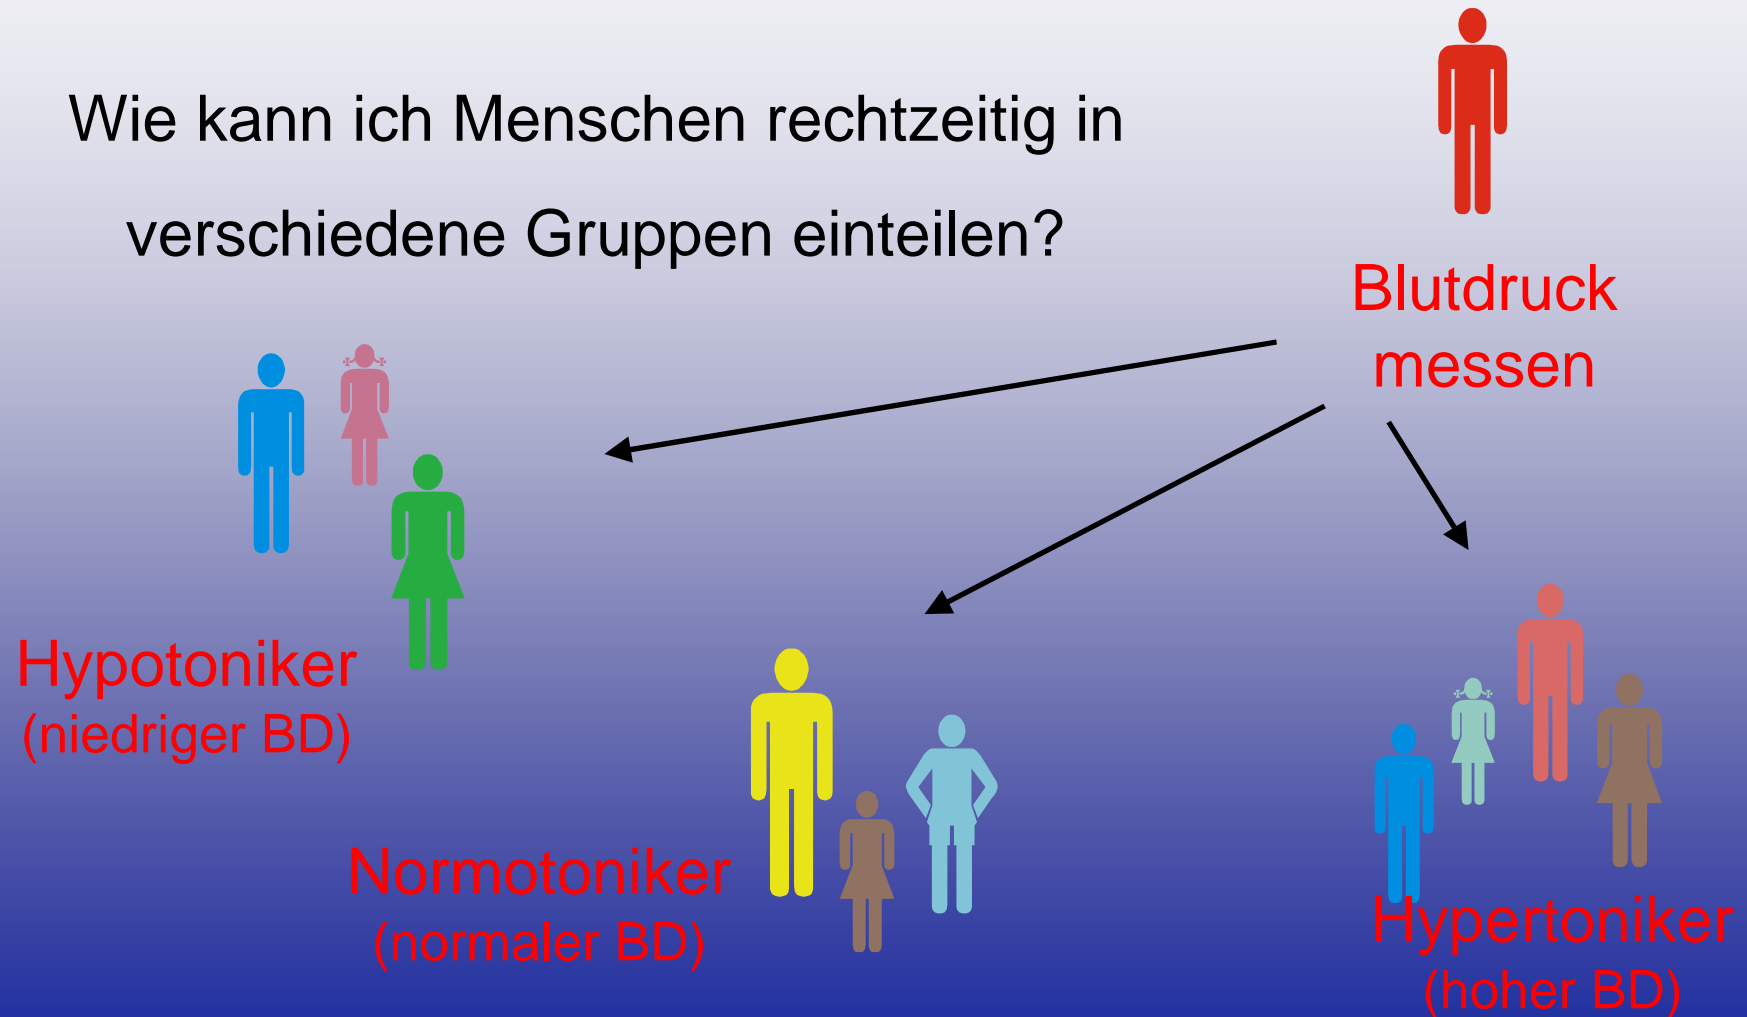 Wie kann ich Menschen rechtzeitig in
verschiedene Gruppen einteilen?
Blutdruck
messen
Hypotoniker
(niedriger BD)
Normotoniker
(normaler BD)
Hypertoniker
(hoher BD)